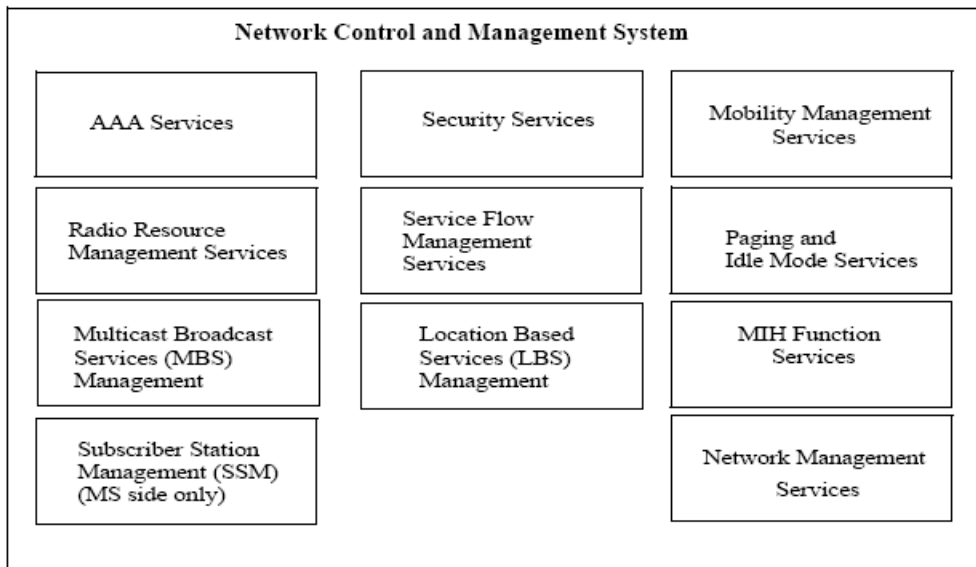 Network Control and Management System
AAA Services
Security Services
Mobility Management
Services
Radio Resource
Management Services
Service Flow
Management
Services
Paging and
Idle Mode Services
Multicast Broadcast
Services (MBS)
Management
Location Based
Services (LBS)
Management
MIH Function
Services
Subscriber Station
Management (SSM)
(MS side only)
Network Management
Services